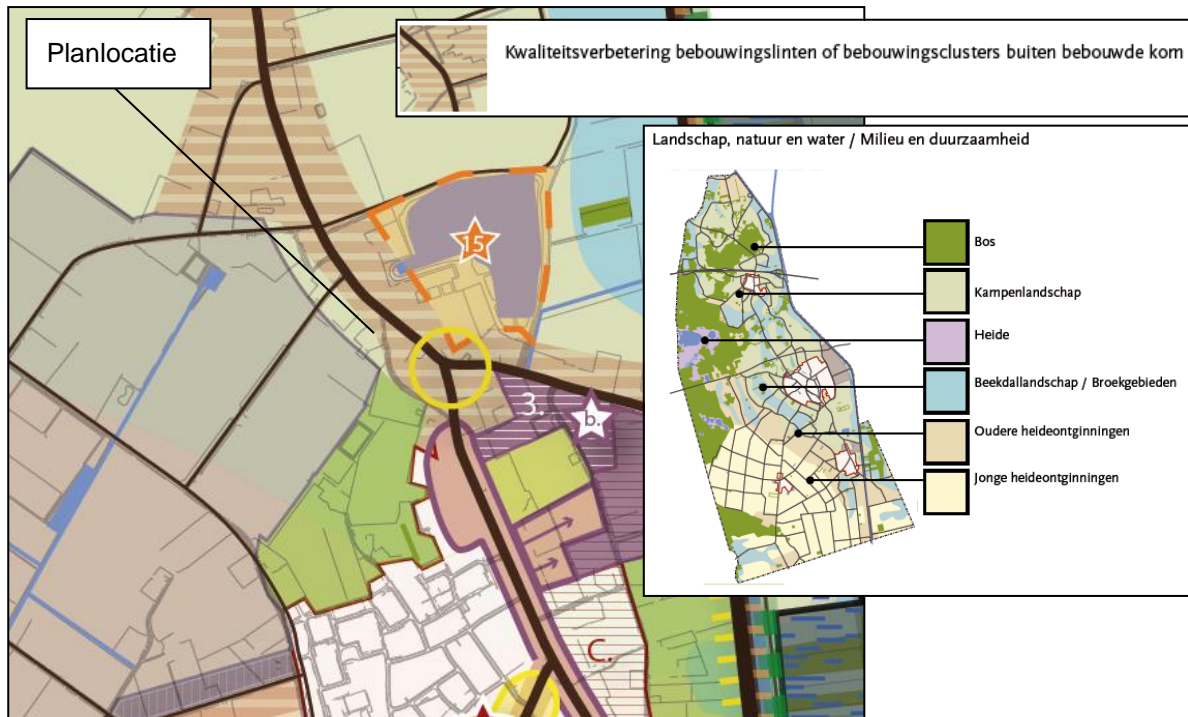 Planlocatie
Kwaliteitsverbetering bebouwingslinten of bebouwingsclusters buiten bebouwde kom
Landschap, natuur en water / Milieu en duurzaamheid
Bos
Kampenlandschap
Heide
Beekdallandschap / Broekgebieden
Oudere heideontginningen
Jonge heideontginningen
15
3.
b.
C.